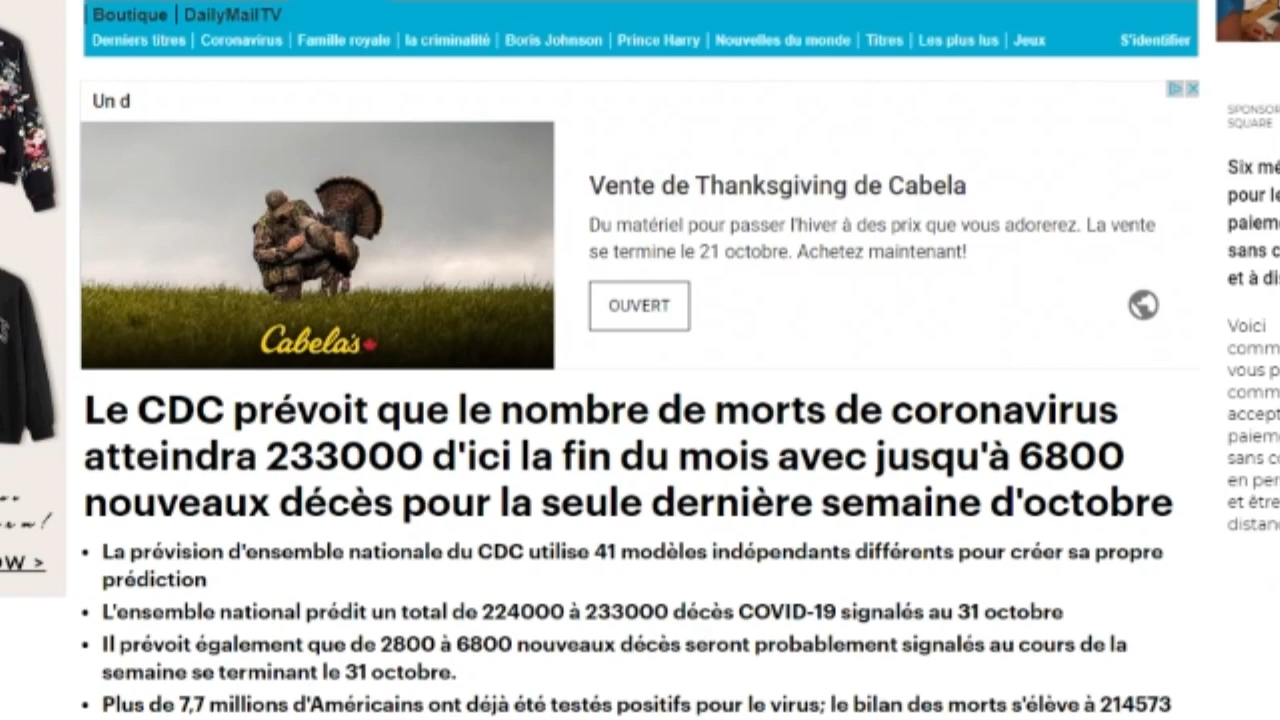 Boutique | DailyMailTV
Derniers titres | Coronavirus | Famille royale | la criminalité | Boris Johnson | Prince Harry | Nouvelles du monde | Titres | Les plus lus | Jeux S'identifier
Un d
Vente de Thanksgiving de Cabela
Du matériel pour passer l'hiver à des prix que vous adorerez. La vente
se termine le 21 octobre. Achetez maintenant!
OUVERT
Cabela's
Le CDC prévoit que le nombre de morts de coronavirus
atteindra 233000 d'ici la fin du mois avec jusqu'à 6800
nouveaux décès pour la seule dernière semaine d'octobre
• La prévision d'ensemble nationale du CDC utilise 41 modèles indépendants différents pour créer sa propre
prédiction
• L'ensemble national prédit un total de 224000 à 233000 décès COVID-19 signalés au 31 octobre
• Il prévoit également que de 2800 à 6800 nouveaux décès seront probablement signalés au cours de la
semaine se terminant le 31 octobre.
• Plus de 7,7 millions d'Américains ont déjà été testés positifs pour le virus; le bilan des morts s'élève à 214573
OW >
SPONSOR
SQUARE
Six mé
pour le
paiem
sans c
et à di
Voici
comm
vous p
comm
accept
paiem
sans co
en per
et être
distanc